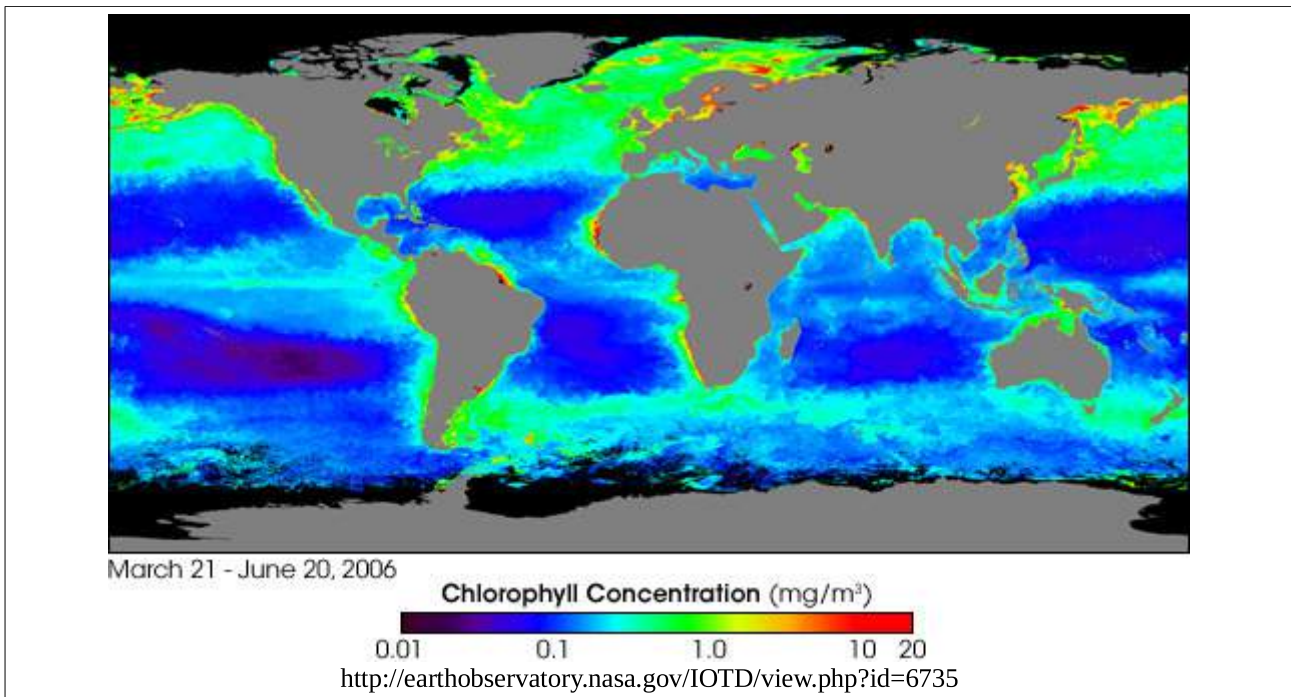 March 21 - June 20, 2006
Chlorophyll Concentration (mg/m³)
0.01 0.1 1.0 10 20
http://earthobservatory.nasa.gov/IOTD/view.php?id=6735